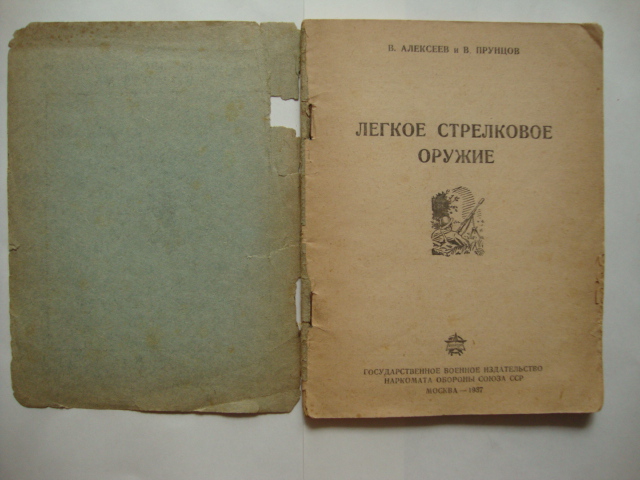 В. АЛЕКСЕЕВ и В. ПРУНЦОВ
ЛЕГКОЕ СТРЕЛКОВОЕ
ОРУЖИЕ
ГОСУДАРСТВЕННОЕ ВОЕННОЕ ИЗДАТЕЛЬСТВО
НАРКОМАТА ОБОРОНЫ СОЮЗА ССР
МОСКВА — 1937